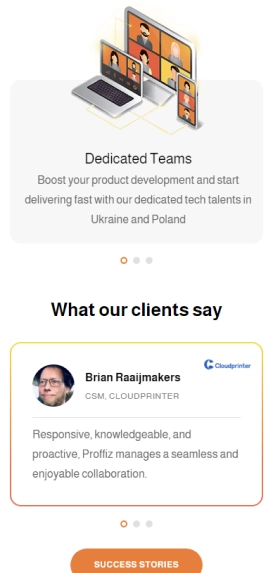 Dedicated Teams
Boost your product development and start
delivering fast with our dedicated tech talents in
Ukraine and Poland
What our clients say
Cloudprinter
Brian Raaijmakers
CSM, CLOUDPRINTER
Responsive, knowledgeable, and
proactive, Proffiz manages a seamless and
enjoyable collaboration.
SUCCESS STORIES